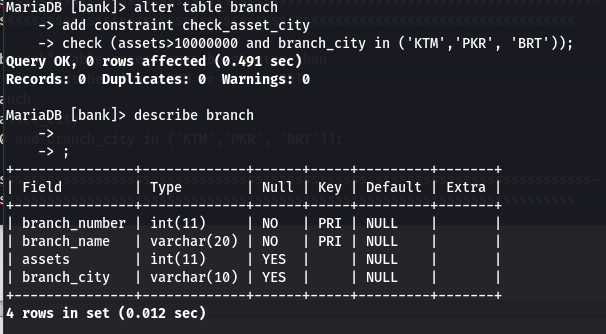 MariaDB [bank]> alter table branch
    -> add constraint check_asset_city
    -> check (assets>10000000 and branch_city in ('KTM','PKR', 'BRT'));
Query OK, 0 rows affected (0.491 sec)
Records: 0  Duplicates: 0  Warnings: 0

MariaDB [bank]> describe branch
    ->
    -> ;
+---------------+-------------+------+-----+---------+-------+
| Field         | Type        | Null | Key | Default | Extra |
+---------------+-------------+------+-----+---------+-------+
| branch_number | int(11)     | NO   | PRI | NULL    |       |
| branch_name   | varchar(20) | NO   | PRI | NULL    |       |
| assets        | int(11)     | YES  |     | NULL    |       |
| branch_city   | varchar(10) | YES  |     | NULL    |       |
+---------------+-------------+------+-----+---------+-------+
4 rows in set (0.012 sec)